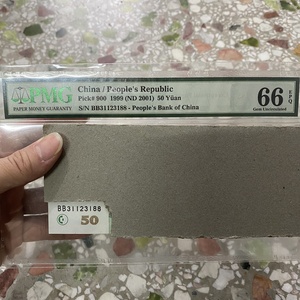 PMG
PAPER MONEY GUARANTY
China / People's Republic
Pick# 900 1999 (ND 2001) 50 Yüan
S/N BB31123188 - People's Bank of China
66 EPQ
Gem Uncirculated
BB31123188
50